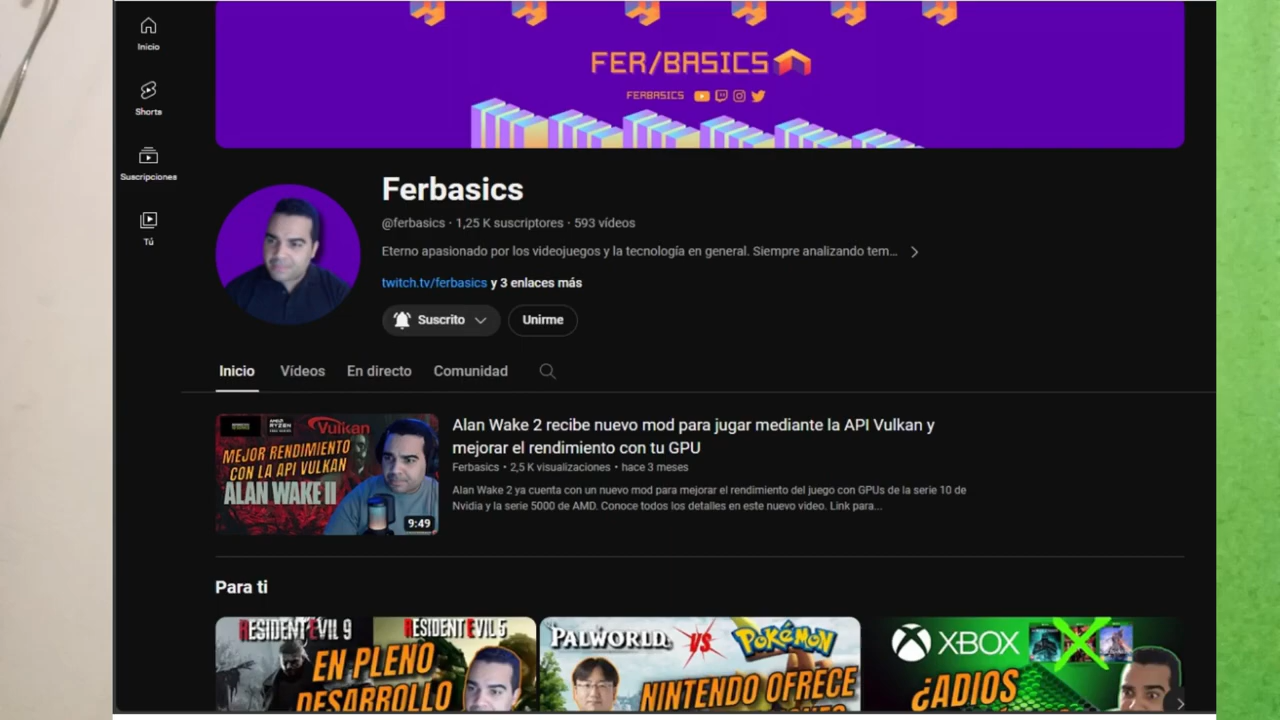 FER/BASICS
FERBASICS
Inicio
Shorts
Suscripciones
Tú
Ferbasics
@ferbasics · 1,25 K suscriptores · 593 vídeos
Eterno apasionado por los videojuegos y la tecnología en general. Siempre analizando tem...
twitch.tv/ferbasics y 3 enlaces más
Suscrito
Unirme
Inicio Vídeos En directo Comunidad
AMD
RYZEN
Vulkan
MEJOR RENDIMIENTO
CON LA API VULKAN
ALAN WAKE II
9:49
Alan Wake 2 recibe nuevo mod para jugar mediante la API Vulkan y
mejorar el rendimiento con tu GPU
Ferbasics • 2,5 K visualizaciones • hace 3 meses
Alan Wake 2 ya cuenta con un nuevo mod para mejorar el rendimiento del juego con GPUs de la serie 10 de
Nvidia y la serie 5000 de AMD. Conoce todos los detalles en este nuevo video. Link para...
Para ti
RESIDENT EVIL 9
RESIDENT EVIL 5
EN PLENO
DESARROLLO
PALWORLD VS POKÉMON
NINTENDO OFRECE
XBOX
¿ADIOS